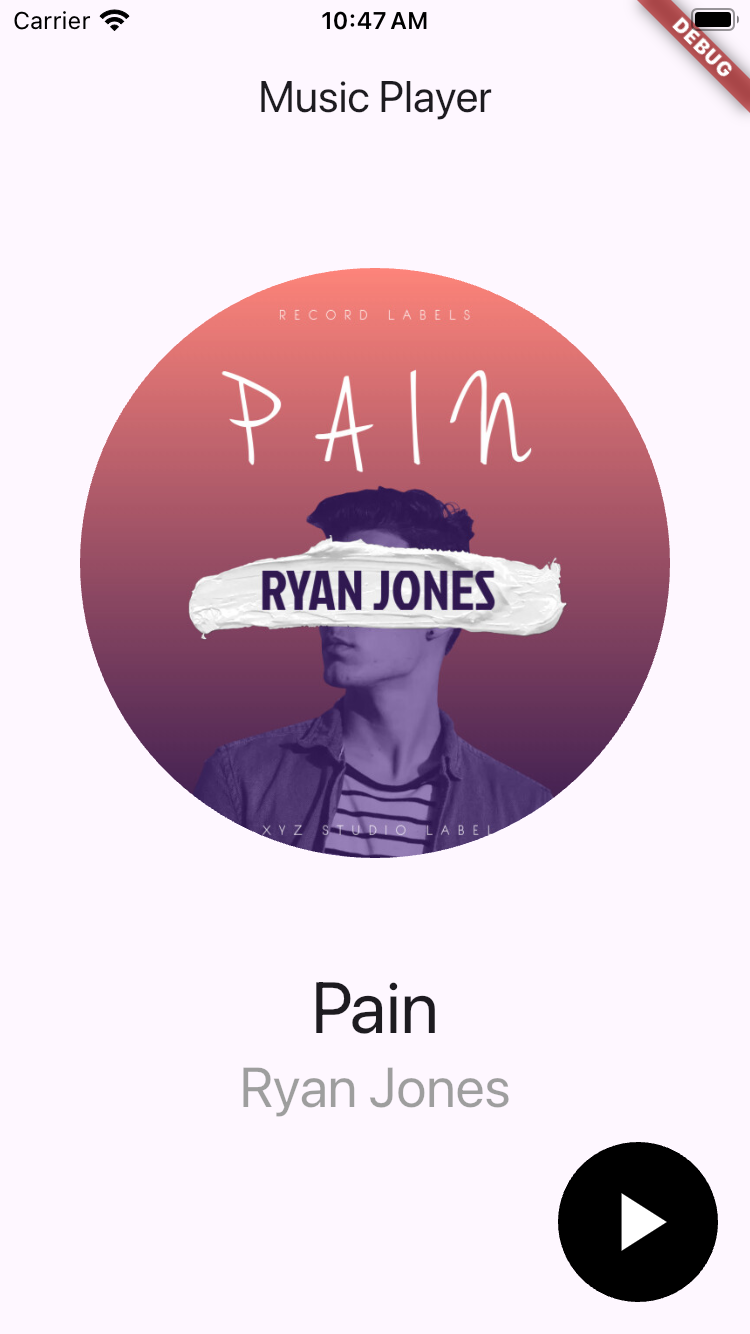 Carrier 10:47 AM
DEBUG
Music Player
RECORD LABELS
PAIN
RYAN JONES
XYZ STUDIO LABEL
Pain
Ryan Jones